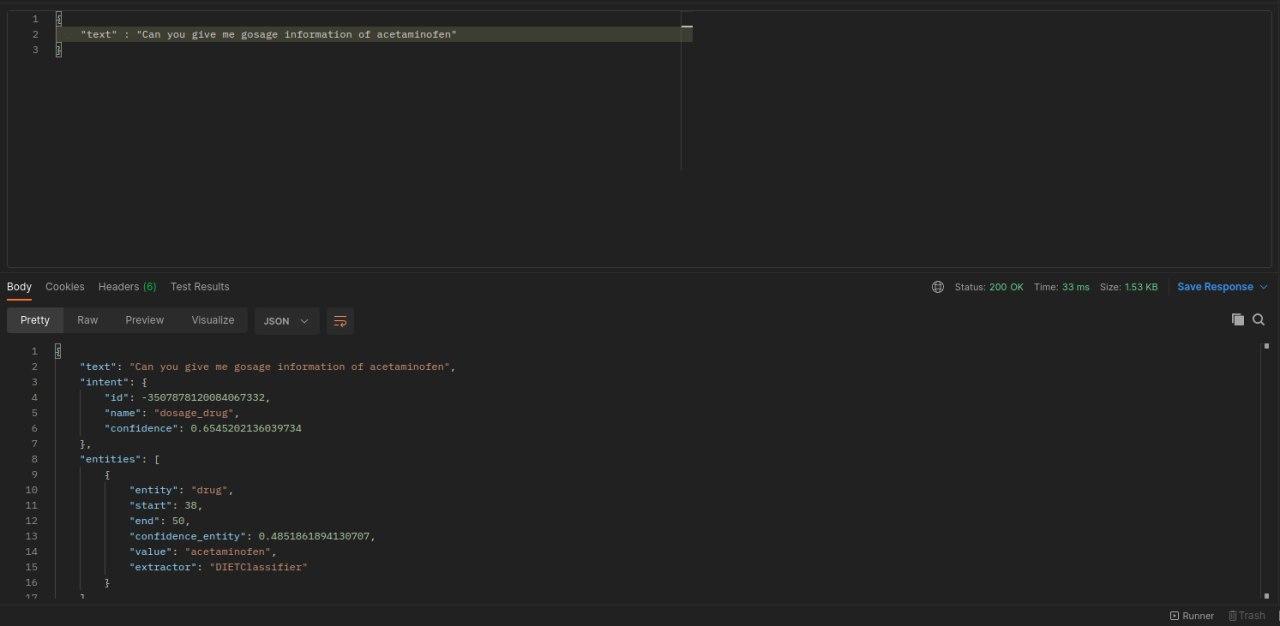 1 {
2 "text" : "Can you give me gosage information of acetaminofen"
3 }
Body Cookies Headers (6) Test Results Status: 200 OK Time: 33 ms Size: 1.53 KB Save Response
Pretty Raw Preview Visualize JSON
1 {
2 "text": "Can you give me gosage information of acetaminofen",
3 "intent": {
4 "id": -3507878120084067332,
5 "name": "dosage_drug",
6 "confidence": 0.6545202136039734
7 },
8 "entities": [
9 {
10 "entity": "drug",
11 "start": 38,
12 "end": 50,
13 "confidence_entity": 0.4851861894130707,
14 "value": "acetaminofen",
15 "extractor": "DIETClassifier"
16 }
17 ]
Runner Trash